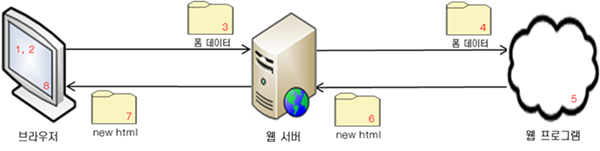 3
4
폼 데이터
폼 데이터
1, 2
8
5
7
6
new html
new html
브라우저
웹 서버
웹 프로그램